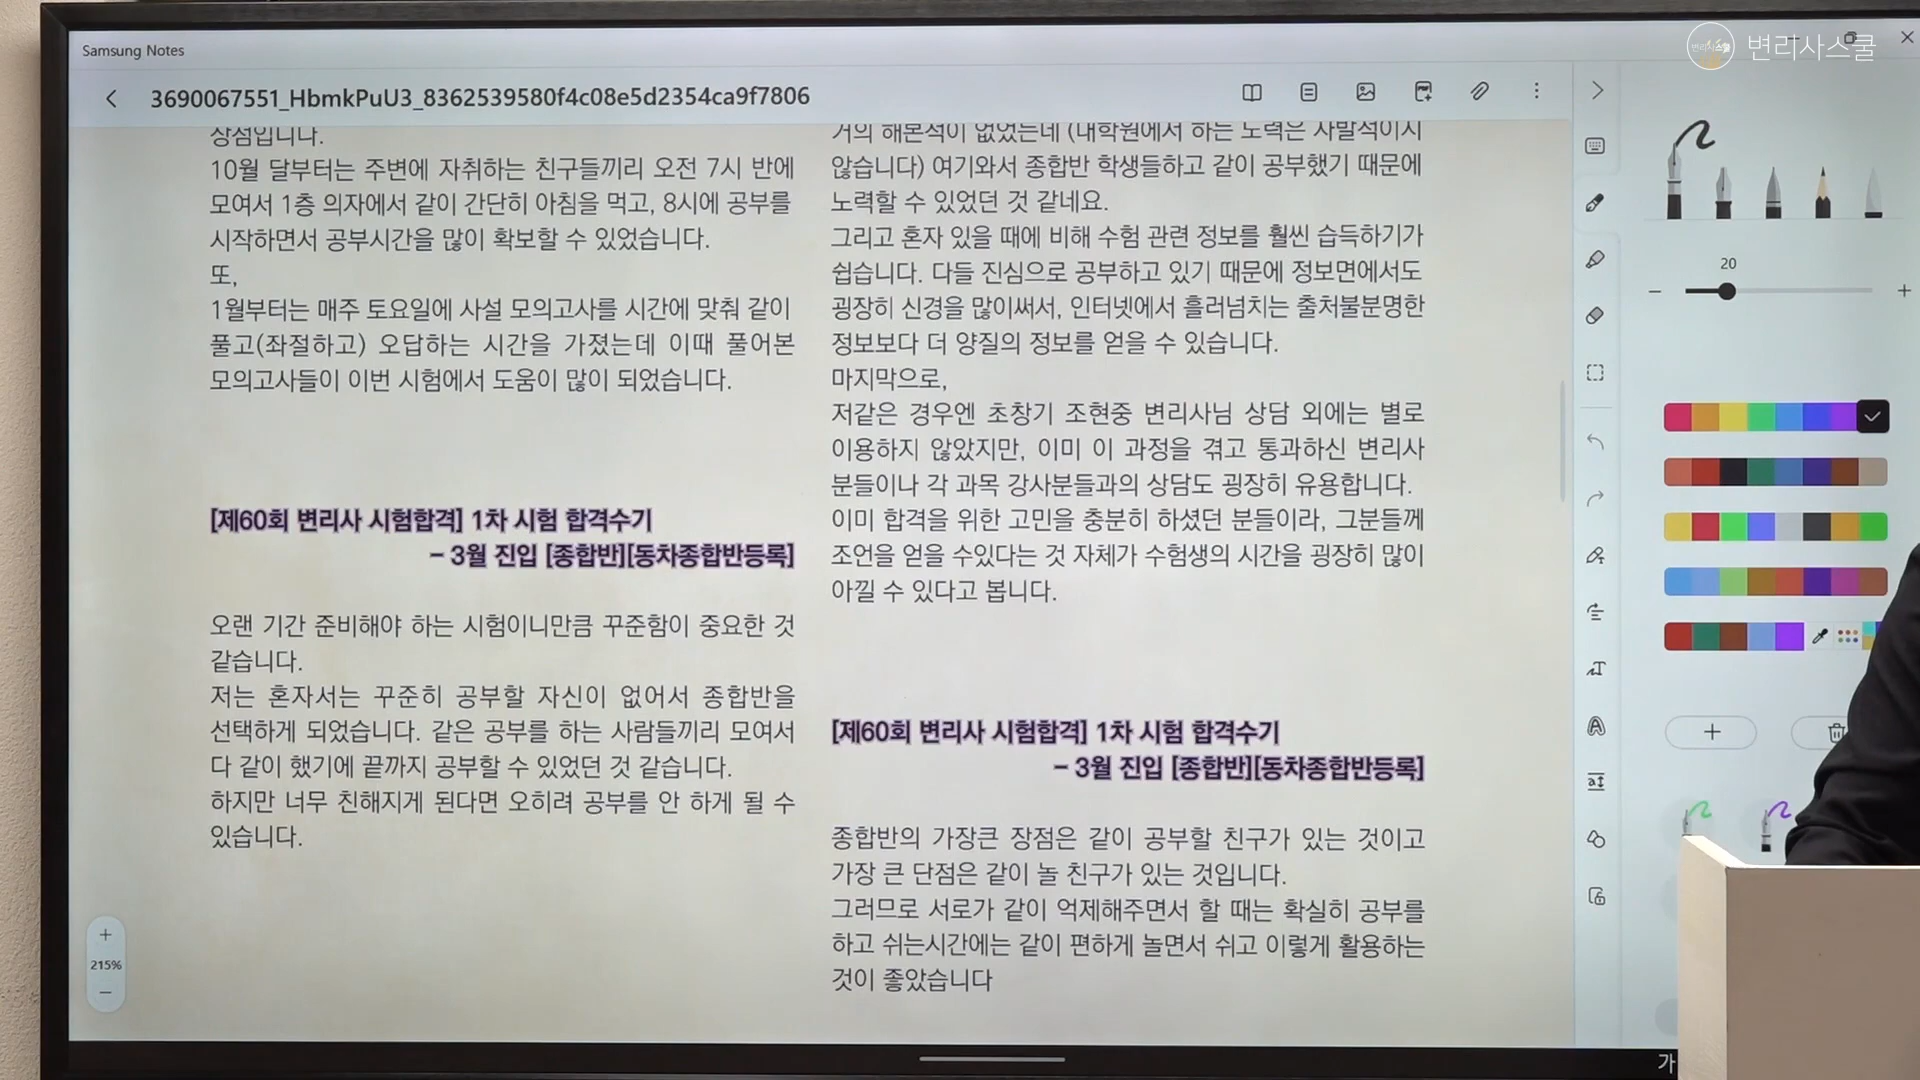 Samsung Notes
변리사스쿨
변리사스쿨
3690067551_HbmkPuU3_8362539580f4c08e5d2354ca9f7806
장점입니다.
10월 달부터는 주변에 자취하는 친구들끼리 오전 7시 반에
모여서 1층 의자에서 같이 간단히 아침을 먹고, 8시에 공부를
시작하면서 공부시간을 많이 확보할 수 있었습니다.
또,
1월부터는 매주 토요일에 사설 모의고사를 시간에 맞춰 같이
풀고(좌절하고) 오답하는 시간을 가졌는데 이때 풀어본
모의고사들이 이번 시험에서 도움이 많이 되었습니다.
[제60회 변리사 시험합격] 1차 시험 합격수기
– 3월 진입 [종합반][동차종합반등록]
오랜 기간 준비해야 하는 시험이니만큼 꾸준함이 중요한 것
같습니다.
저는 혼자서는 꾸준히 공부할 자신이 없어서 종합반을
선택하게 되었습니다. 같은 공부를 하는 사람들끼리 모여서
다 같이 했기에 끝까지 공부할 수 있었던 것 같습니다.
하지만 너무 친해지게 된다면 오히려 공부를 안 하게 될 수
있습니다.
거의 해본적이 없었는데 (대학원에서 하는 노력은 자발적이지
않습니다) 여기와서 종합반 학생들하고 같이 공부했기 때문에
노력할 수 있었던 것 같네요.
그리고 혼자 있을 때에 비해 수험 관련 정보를 훨씬 습득하기가
쉽습니다. 다들 진심으로 공부하고 있기 때문에 정보면에서도
굉장히 신경을 많이써서, 인터넷에서 흘러넘치는 출처불분명한
정보보다 더 양질의 정보를 얻을 수 있습니다.
마지막으로,
저같은 경우엔 초창기 조현중 변리사님 상담 외에는 별로
이용하지 않았지만, 이미 이 과정을 겪고 통과하신 변리사
분들이나 각 과목 강사분들과의 상담도 굉장히 유용합니다.
이미 합격을 위한 고민을 충분히 하셨던 분들이라, 그분들께
조언을 얻을 수있다는 것 자체가 수험생의 시간을 굉장히 많이
아낄 수 있다고 봅니다.
[제60회 변리사 시험합격] 1차 시험 합격수기
– 3월 진입 [종합반][동차종합반등록]
종합반의 가장큰 장점은 같이 공부할 친구가 있는 것이고
가장 큰 단점은 같이 놀 친구가 있는 것입니다.
그러므로 서로가 같이 억제해주면서 할 때는 확실히 공부를
하고 쉬는시간에는 같이 편하게 놀면서 쉬고 이렇게 활용하는
것이 좋았습니다
20
215%
가